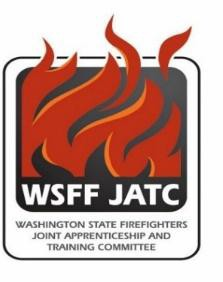 WSFF JATC
WASHINGTON STATE FIREFIGHTERS
JOINT APPRENTICESHIP AND
TRAINING COMMITTEE